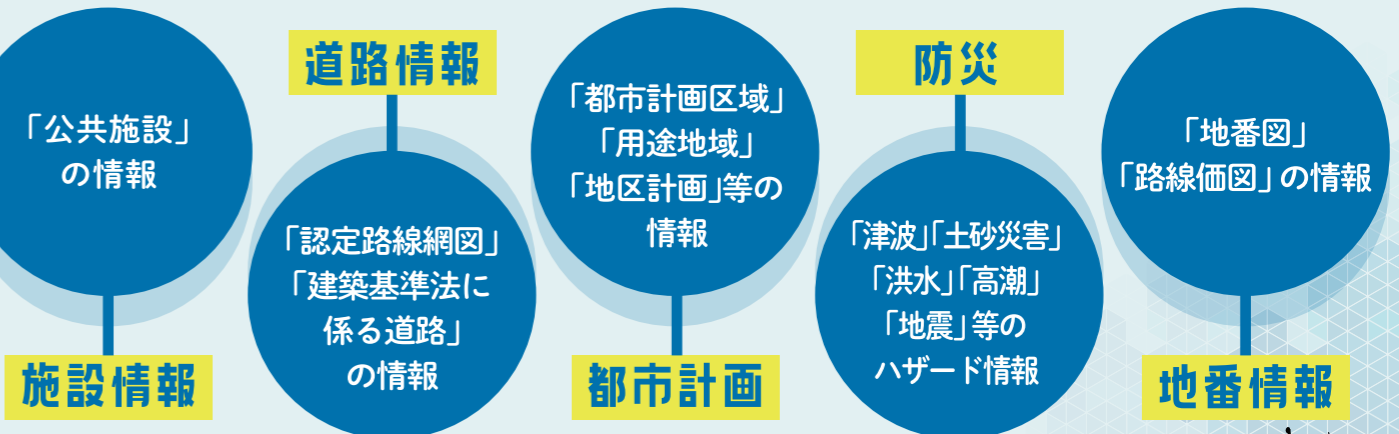 「公共施設」
の情報
施設情報
道路情報
「認定路線網図」
「建築基準法に
係る道路」
の情報
「都市計画区域」
「用途地域」
「地区計画」等の
情報
都市計画
防災
「津波」「土砂災害」
「洪水」「高潮」
「地震」等の
ハザード情報
「地番図」
「路線価図」の情報
地番情報